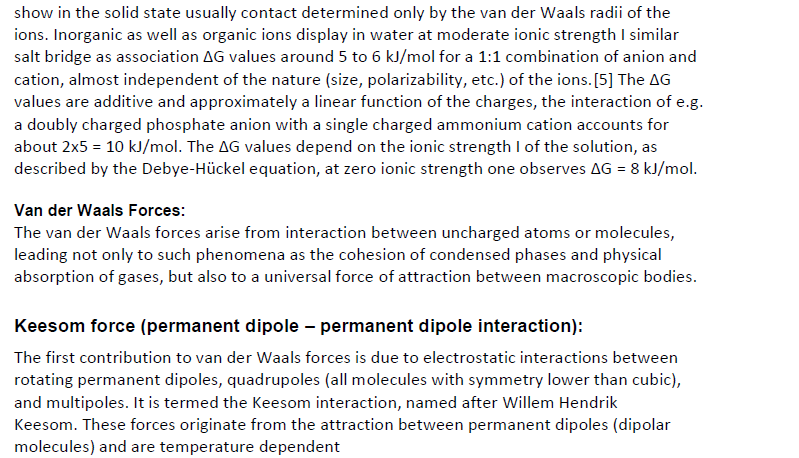 show in the solid state usually contact determined only by the van der Waals radii of the
ions. Inorganic as well as organic ions display in water at moderate ionic strength I similar
salt bridge as association ΔG values around 5 to 6 kJ/mol for a 1:1 combination of anion and
cation, almost independent of the nature (size, polarizability, etc.) of the ions.[5] The ΔG
values are additive and approximately a linear function of the charges, the interaction of e.g.
a doubly charged phosphate anion with a single charged ammonium cation accounts for
about 2x5 = 10 kJ/mol. The ΔG values depend on the ionic strength I of the solution, as
described by the Debye-Hückel equation, at zero ionic strength one observes ΔG = 8 kJ/mol.
Van der Waals Forces:
The van der Waals forces arise from interaction between uncharged atoms or molecules,
leading not only to such phenomena as the cohesion of condensed phases and physical
absorption of gases, but also to a universal force of attraction between macroscopic bodies.
Keesom force (permanent dipole – permanent dipole interaction):
The first contribution to van der Waals forces is due to electrostatic interactions between
rotating permanent dipoles, quadrupoles (all molecules with symmetry lower than cubic),
and multipoles. It is termed the Keesom interaction, named after Willem Hendrik
Keesom. These forces originate from the attraction between permanent dipoles (dipolar
molecules) and are temperature dependent